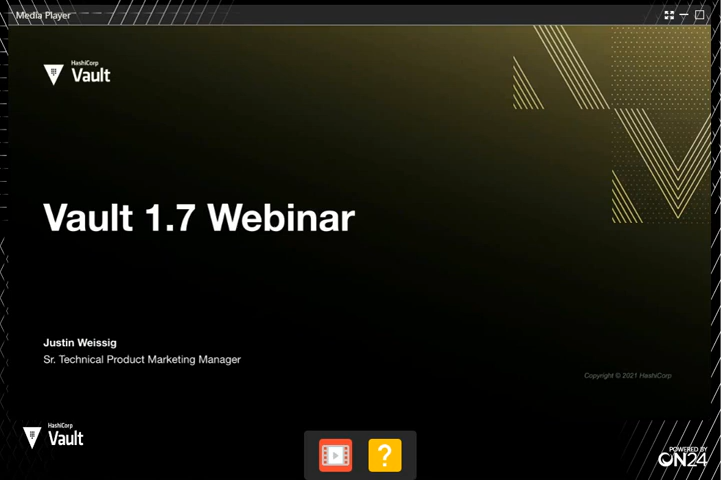 Media Player
HashiCorp
Vault
Vault 1.7 Webinar
Justin Weissig
Sr. Technical Product Marketing Manager
Copyright © 2021 HashiCorp
HashiCorp
Vault
?
POWERED BY
ON24